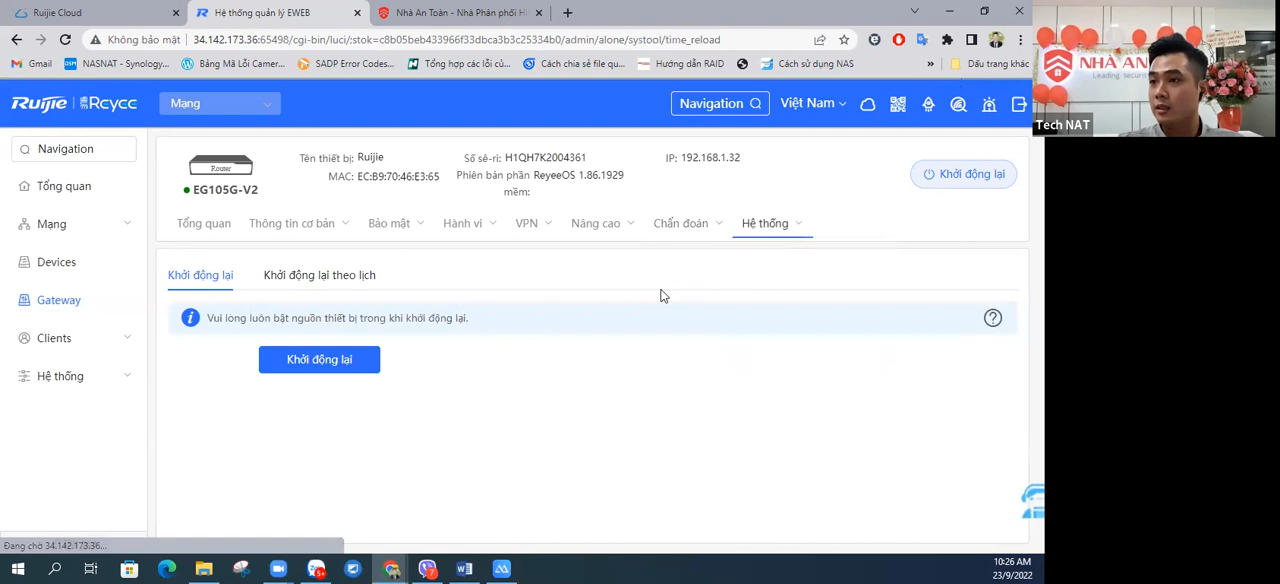 Ruijie Cloud
Hệ thống quản lý EWEB
Nhà An Toàn - Nhà Phân phối H
Không bảo mật
34.142.173.36:65498/cgi-bin/luci/;stok=c8b05beb433966f33dbca3b3c25334b0/admin/alone/systool/time_reload
Gmail
NASNAT - Synology...
Bảng Mã Lỗi Camer...
SADP Error Codes...
Tổng hợp các lỗi củ...
Cách chia sẻ file qu...
Hướng dẫn RAID
Cách sử dụng NAS
»
Dấu trang khác
Ruijie Rcycc
Mạng
Navigation
Việt Nam
NHÀ AN
Leading securi
Tech NAT
Navigation
Tổng quan
Mạng
Devices
Gateway
Clients
Hệ thống
Router
EG105G-V2
Tên thiết bị: Ruijie
MAC: EC:B9:70:46:E3:65
Số sê-ri: H1QH7K2004361
Phiên bản phần ReyeeOS 1.86.1929
mềm:
IP: 192.168.1.32
Khởi động lại
Tổng quan
Thông tin cơ bản
Bảo mật
Hành vi
VPN
Nâng cao
Chẩn đoán
Hệ thống
Khởi động lại
Khởi động lại theo lịch
Vui lòng luôn bật nguồn thiết bị trong khi khởi động lại.
Khởi động lại
Đang chờ 34.142.173.36...
10:26 AM
23/9/2022